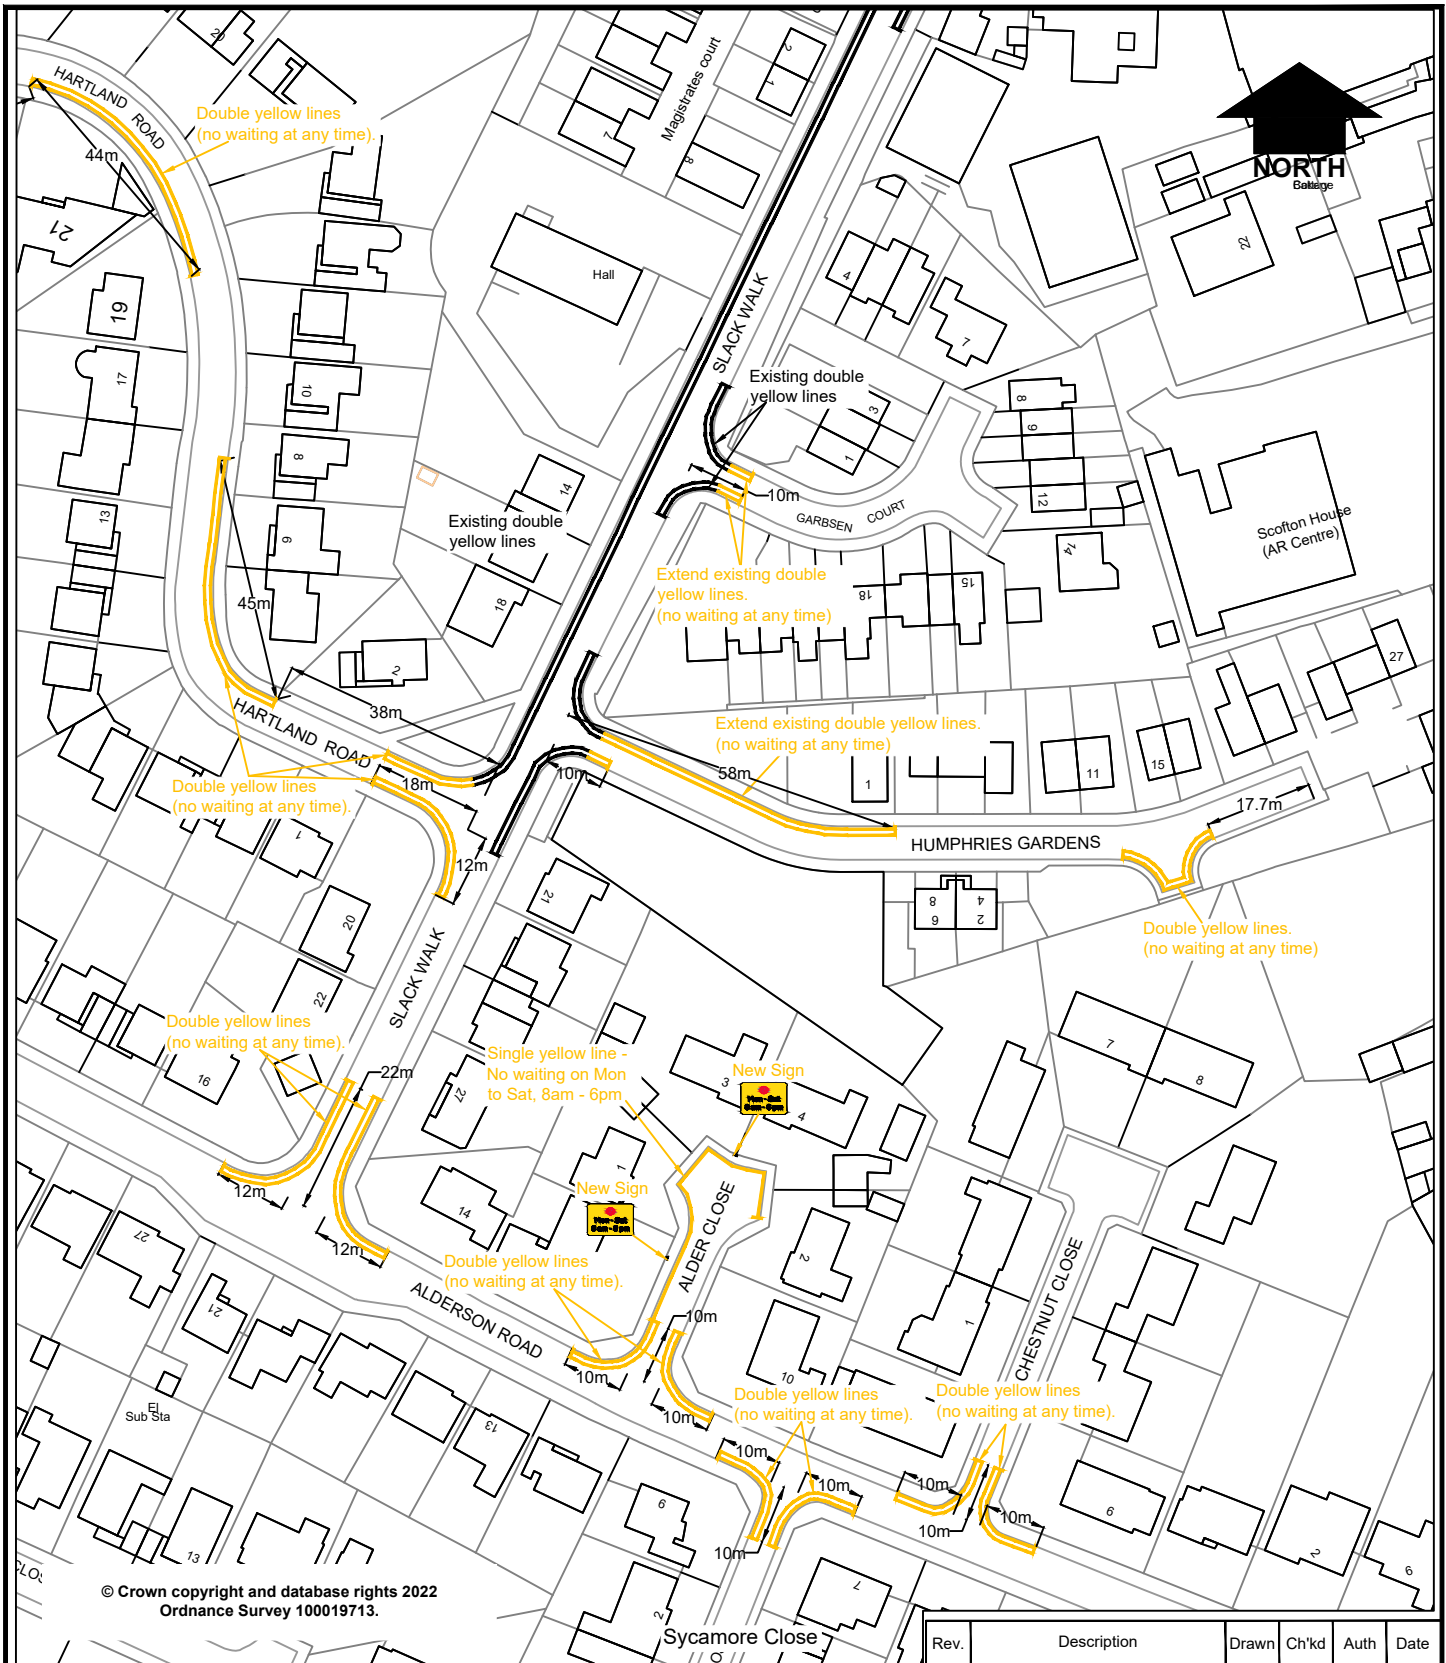 20
HARTLAND
ROAD
Double yellow lines
(no waiting at any time).
44m
21
19
17
13
10
8
9
2
Magistrates court
2
1
7
8
Hall
SLACK WALK
4
7
NORTH
22
Existing double
yellow lines
3
1
10m
GARBSEN COURT
8
9
12
14
Scofton House
(AR Centre)
14
Existing double
yellow lines
18
Extend existing double
yellow lines.
(no waiting at any time)
18
15
45m
38m
HARTLAND ROAD
18m
12m
10m
Double yellow lines
(no waiting at any time).
Extend existing double yellow lines.
(no waiting at any time)
58m
1
11
15
27
17.7m
HUMPHRIES GARDENS
8
6
4
2
Double yellow lines.
(no waiting at any time)
1
20
22
16
21
27
SLACK WALK
Double yellow lines
(no waiting at any time).
22m
12m
12m
Single yellow line -
No waiting on Mon
to Sat, 8am - 6pm
New Sign
Mon-Sat
8am-6pm
3
4
7
8
1
14
New Sign
Mon-Sat
8am-6pm
ALDER CLOSE
2
CHESTNUT CLOSE
1
27
21
Double yellow lines
(no waiting at any time).
ALDERSON ROAD
10m
10m
10m
10
Double yellow lines
(no waiting at any time).
Double yellow lines
(no waiting at any time).
10m
10m
10m
10m
10m
10m
El
Sub Sta
13
13
9
2
7
6
2
6
CLOS
© Crown copyright and database rights 2022
Ordnance Survey 100019713.
Sycamore Close
Rev. Description Drawn Ch'kd Auth Date